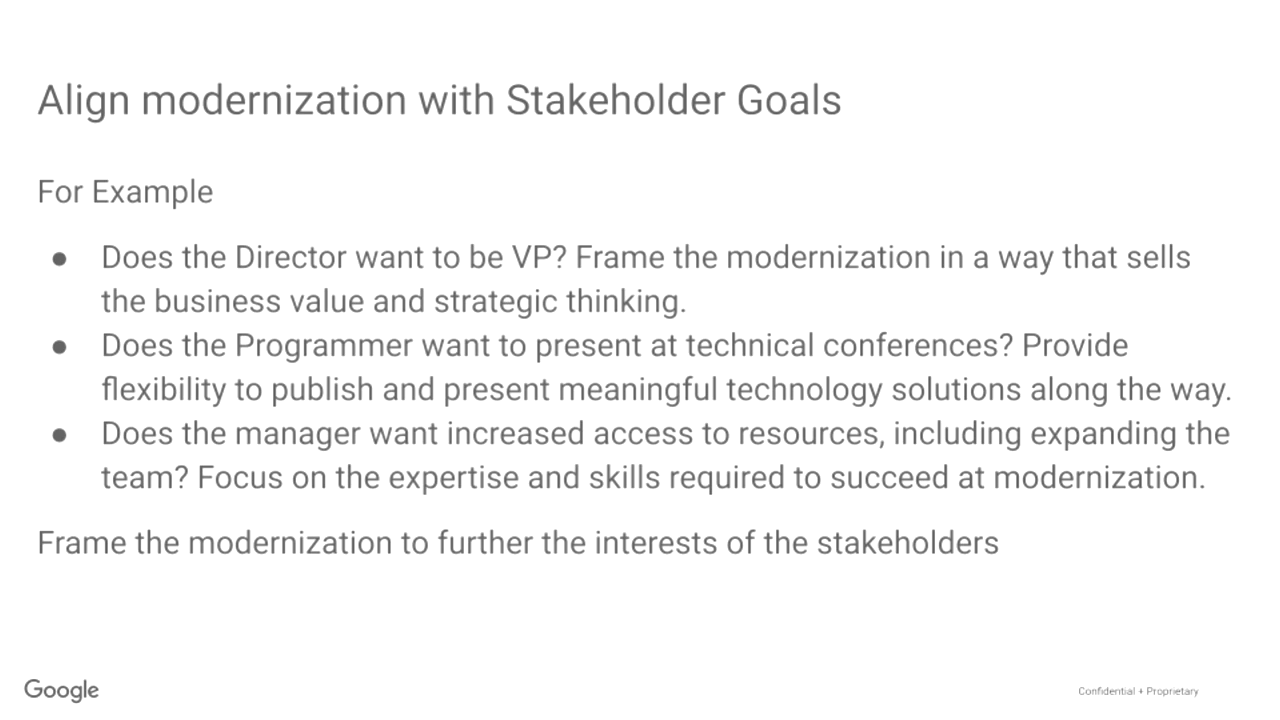 Align modernization with Stakeholder Goals
For Example
● Does the Director want to be VP? Frame the modernization in a way that sells
the business value and strategic thinking.
● Does the Programmer want to present at technical conferences? Provide
flexibility to publish and present meaningful technology solutions along the way.
● Does the manager want increased access to resources, including expanding the
team? Focus on the expertise and skills required to succeed at modernization.
Frame the modernization to further the interests of the stakeholders
Google
Confidential + Proprietary